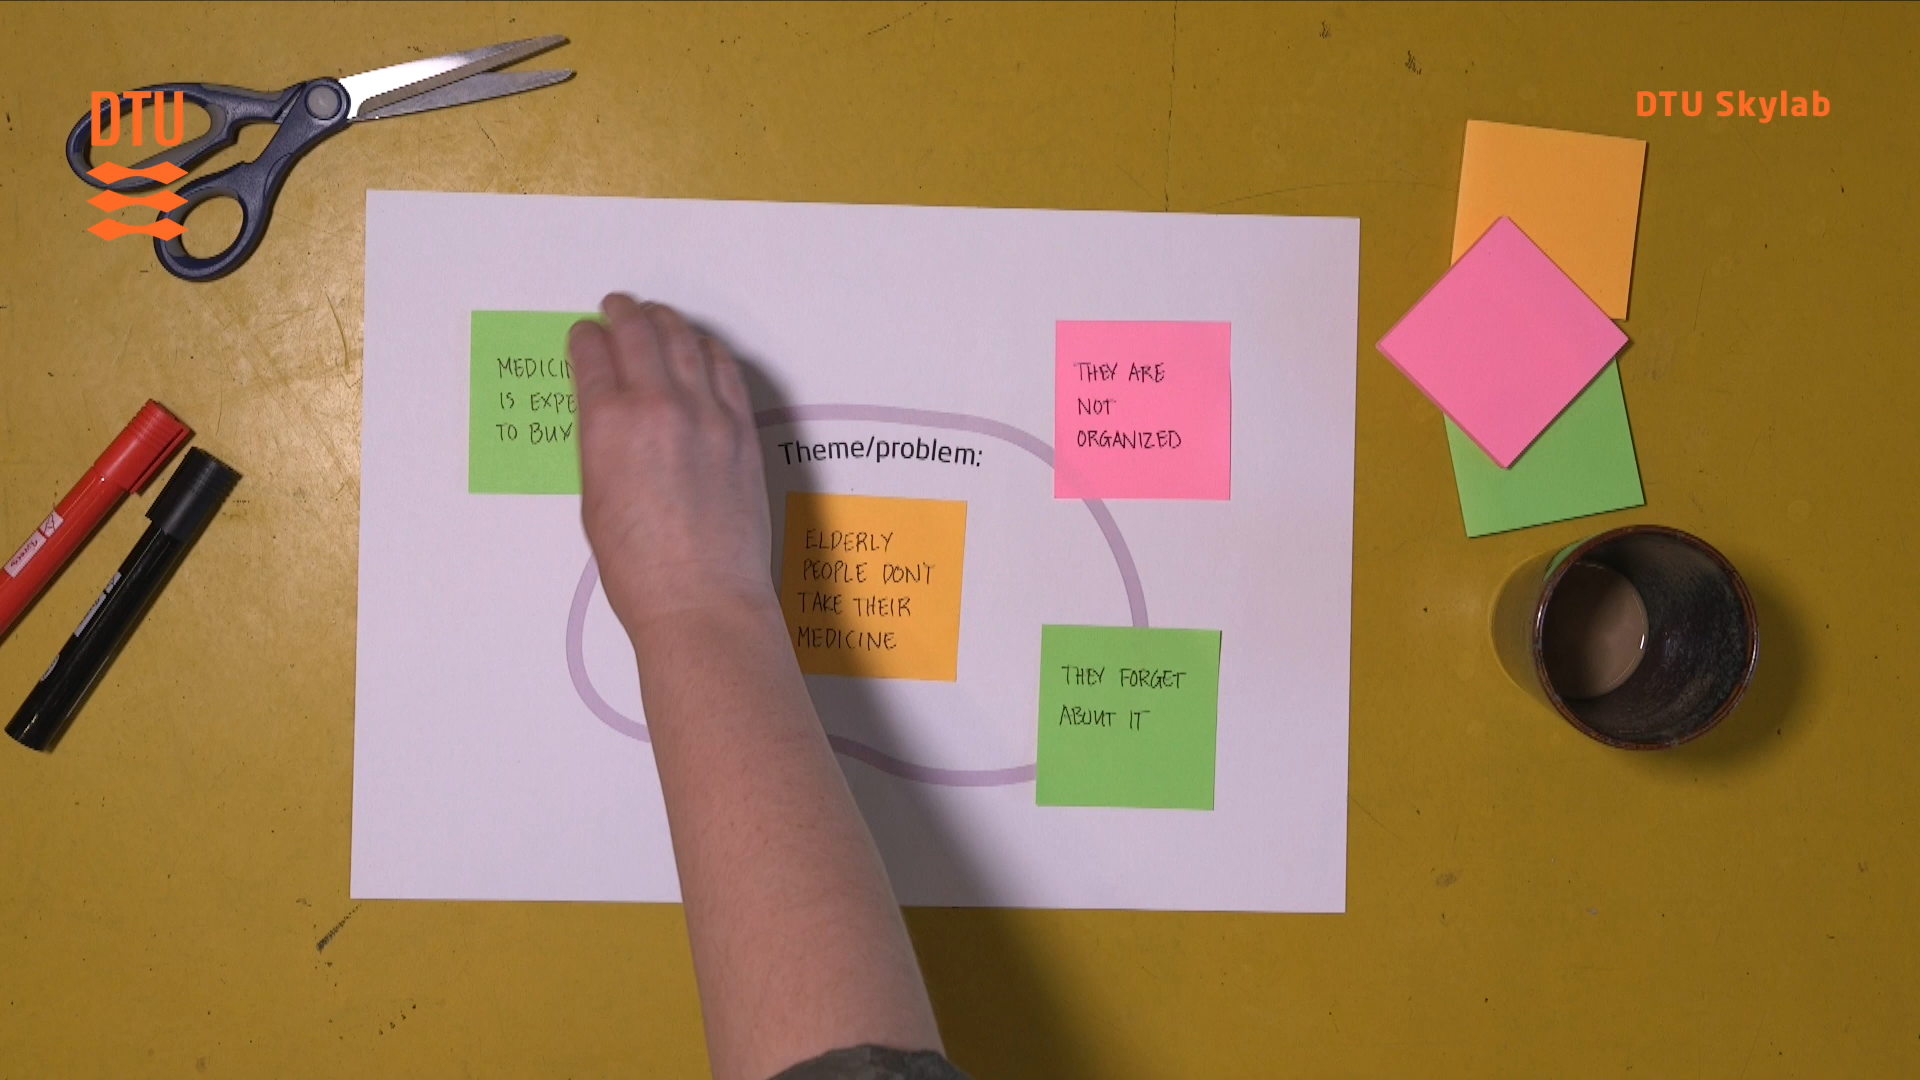 DTU
DTU Skylab
MEDICIN
IS EXPE
TO BUY
THEY ARE
NOT
ORGANIZED
Theme/problem:
ELDERLY
PEOPLE DON'T
TAKE THEIR
MEDICINE
THEY FORGET
ABOUT IT